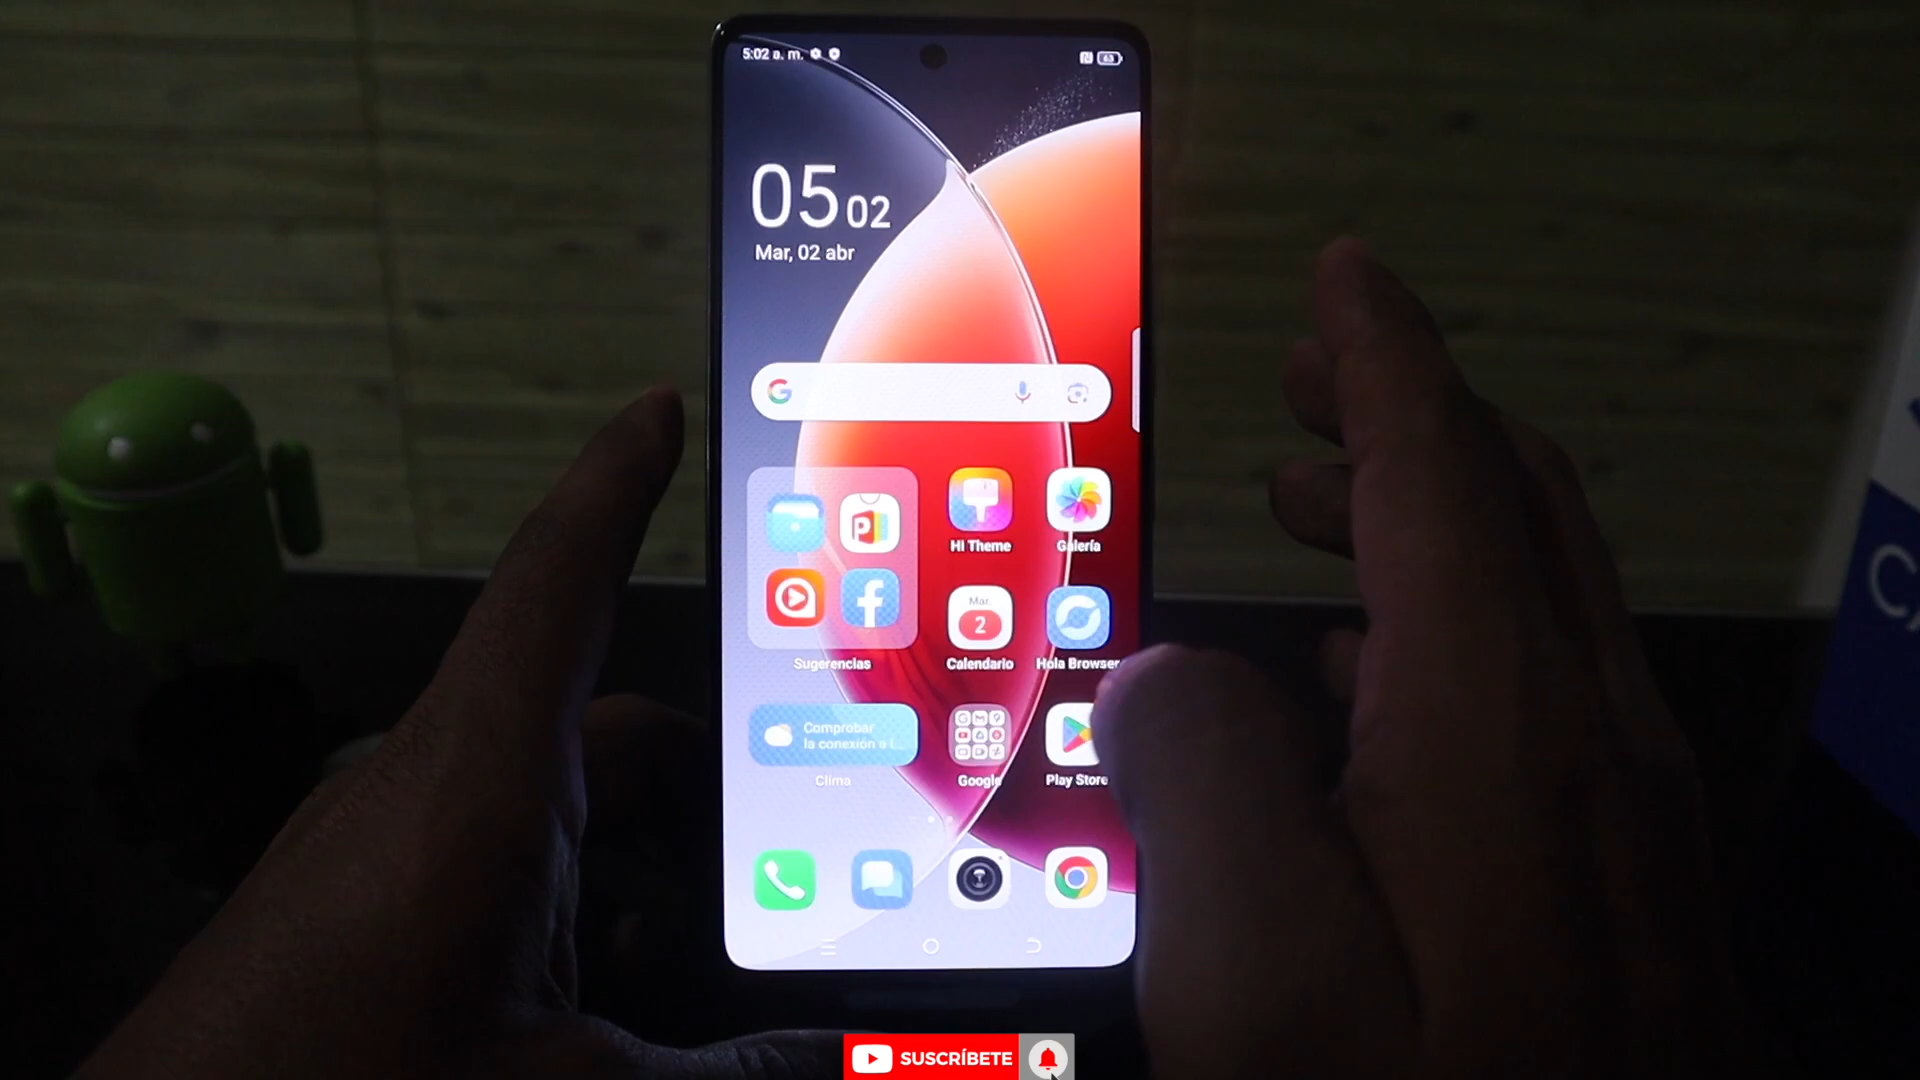 5:02 a. m.
63
05 02
Mar, 02 abr
HI Theme
Galería
Mar.
2
Calendario
Hola Browser
Sugerencias
Comprobar
la conexión a I...
Clima
Google
Play Store
SUSCRÍBETE